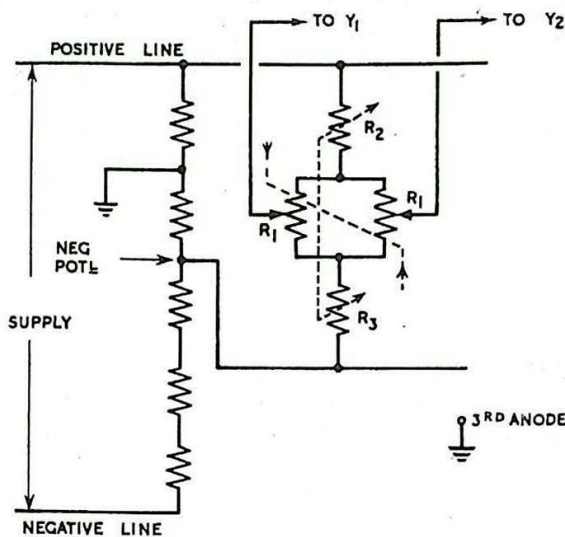 TO Y1
TO Y2
POSITIVE LINE
R2
R1
R1
NEG
POTL
R3
SUPPLY
3RD ANODE
NEGATIVE LINE